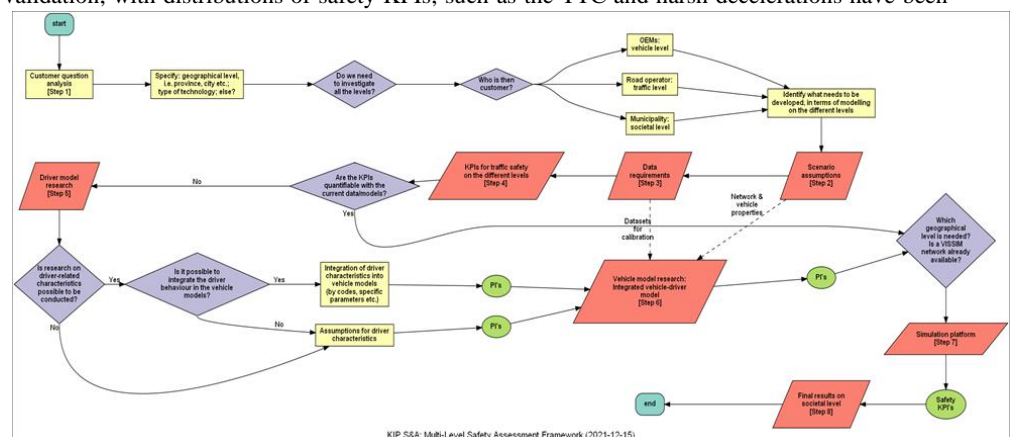 validation, with distributions of safety KPIs, such as the TTC and harsh decelerations have been
start
Customer question
analysis
[Step 1]
Specify: geographical level,
i.e. province, city etc.;
type of technology; else?
Do we need
to investigate
all the levels?
Who is then
customer?
OEMs:
vehicle level
Road operator:
traffic level
Municipality:
societal level
Identify what needs to be
developed, in terms of modelling
on the different levels
Scenario
assumptions
[Step 2]
Data
requirements
[Step 3]
KPIs for traffic safety
on the different levels
[Step 4]
Are the KPIs
quantifiable with the
current data/models?
No
Yes
Driver model
research
[Step 5]
Network &
vehicle
properties
Datasets
for
calibration
Which
geographical
level is needed?
Is a VISSIM
network already
available?
Is research on
driver-related
characteristics
possible to be
conducted?
Yes
No
Is it possible to
integrate the driver
behaviour in the vehicle
models?
Yes
No
Integration of driver
characteristics into
vehicle models
(by codes, specific
parameters etc.)
Assumptions for driver
characteristics
PI's
PI's
Vehicle model research:
Integrated vehicle-driver
model
[Step 6]
PI's
Simulation platform
[Step 7]
Safety
KPI's
Final results on
societal level
[Step 8]
end
KIP S&A: Multi-Level Safety Assessment Framework (2021-12-15)